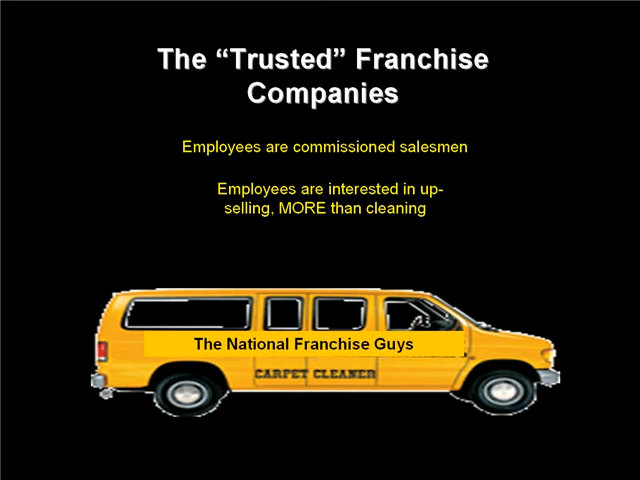 The “Trusted” Franchise
Companies
Employees are commissioned salesmen
Employees are interested in up-
selling, MORE than cleaning
The National Franchise Guys
CARPET CLEANER